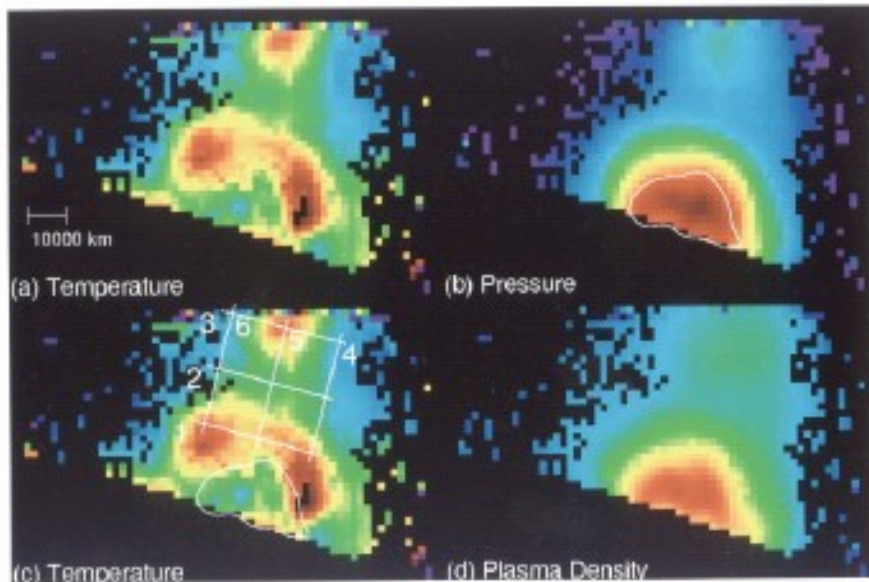 10000 km
(a) Temperature
(b) Pressure
3
6
5
4
2
(c) Temperature
(d) Plasma Density